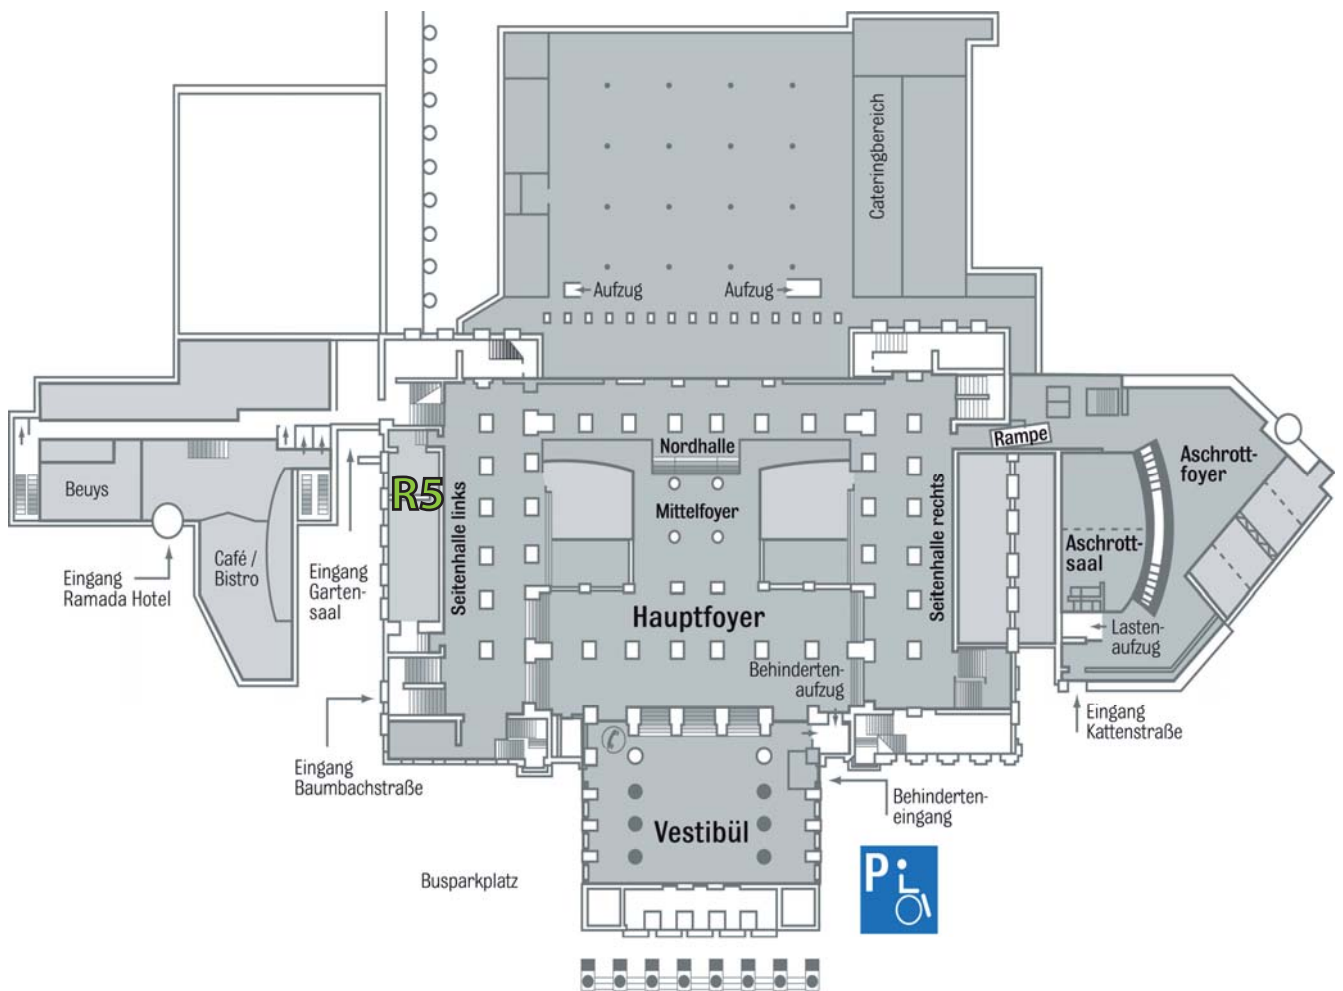 Cateringbereich
Aufzug
Aufzug
Nordhalle
Rampe
Aschrott-
foyer
Beuys
R5
Seitenhalle links
Mittelfoyer
Seitenhalle rechts
Aschrott-
saal
Café /
Bistro
Eingang
Ramada Hotel
Eingang
Garten-
saal
Hauptfoyer
Lasten-
aufzug
Behinderten-
aufzug
Eingang
Kattenstraße
Eingang
Baumbachstraße
Behinderten-
eingang
Vestibül
Busparkplatz
P